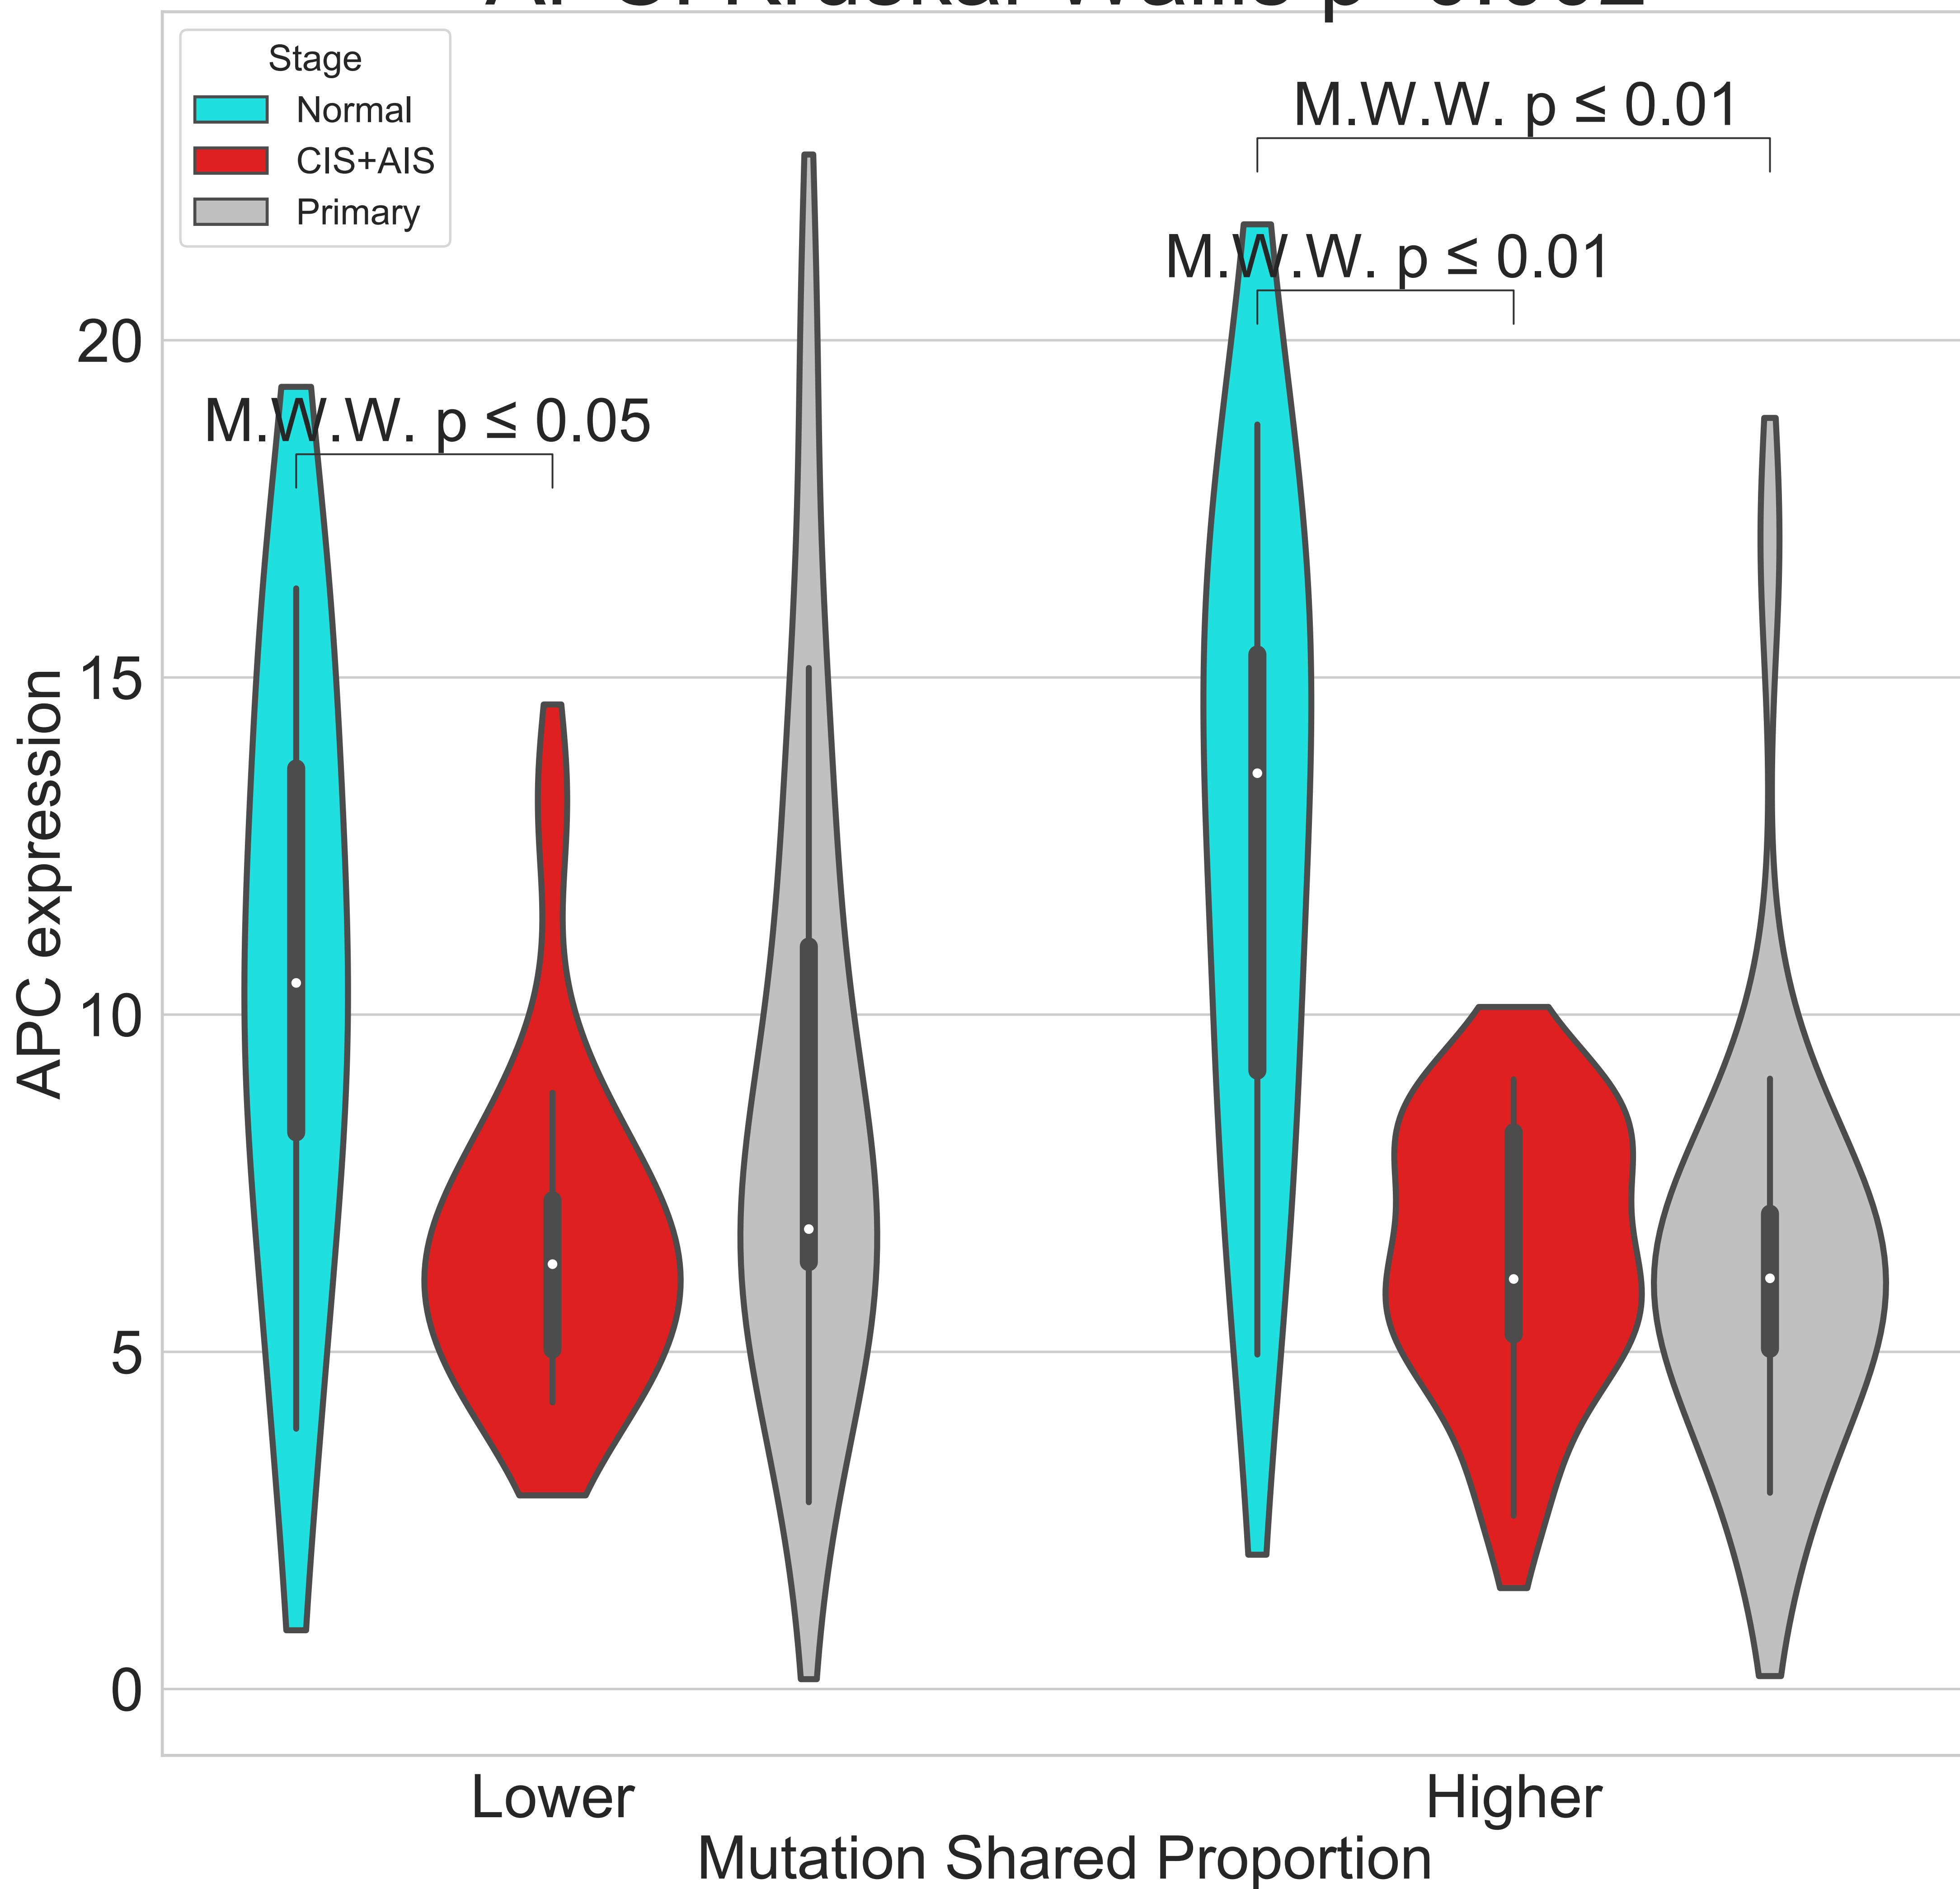 Stage
Normal
CIS+AIS
Primary
M.W.W. p ≤ 0.01
M.W.W. p ≤ 0.01
M.W.W. p ≤ 0.05
20
15
10
5
0
APC expression
Lower
Higher
Mutation Shared Proportion